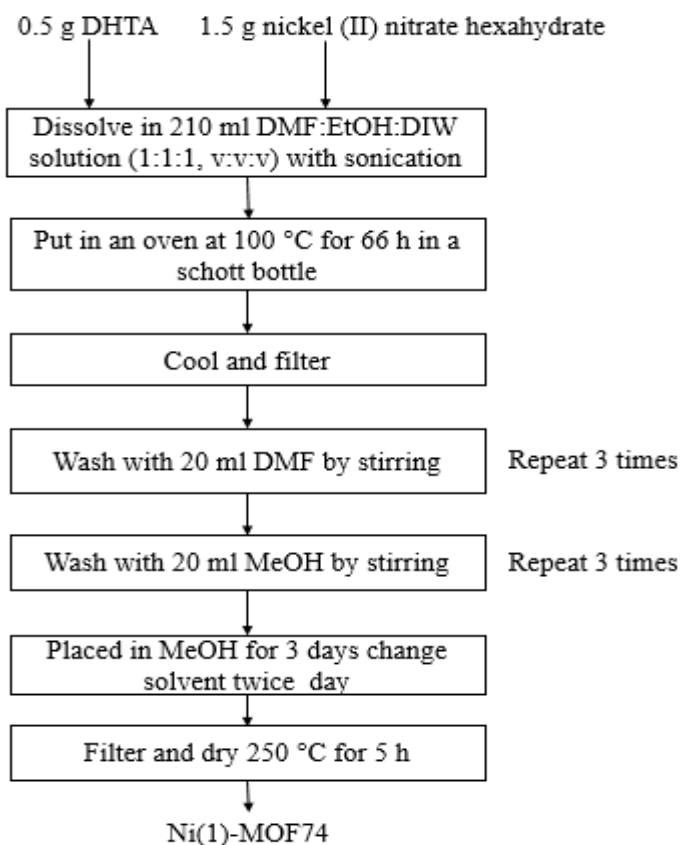 0.5 g DHTA 1.5 g nickel (II) nitrate hexahydrate
Dissolve in 210 ml DMF:EtOH:DIW
solution (1:1:1, v:v:v) with sonication
Put in an oven at 100 °C for 66 h in a
schott bottle
Cool and filter
Wash with 20 ml DMF by stirring Repeat 3 times
Wash with 20 ml MeOH by stirring Repeat 3 times
Placed in MeOH for 3 days change
solvent twice day
Filter and dry 250 °C for 5 h
Ni(1)-MOF74